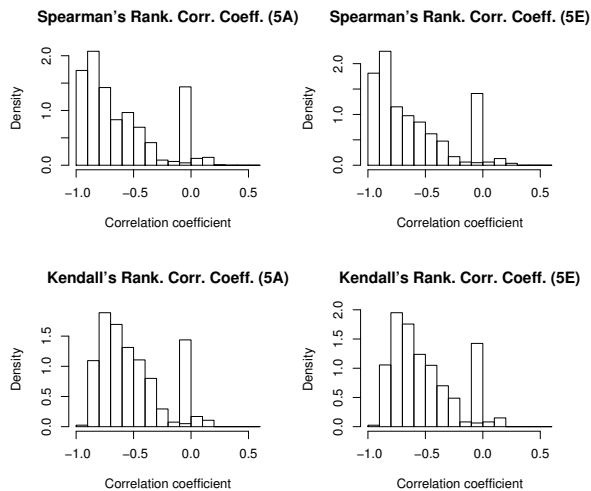 Spearman's Rank. Corr. Coeff. (5A)
Density
0.0 1.0 2.0
−1.0 −0.5 0.0 0.5
Correlation coefficient
Spearman's Rank. Corr. Coeff. (5E)
Density
0.0 1.0 2.0
−1.0 −0.5 0.0 0.5
Correlation coefficient
Kendall's Rank. Corr. Coeff. (5A)
Density
0.0 0.5 1.0 1.5
−1.0 −0.5 0.0 0.5
Correlation coefficient
Kendall's Rank. Corr. Coeff. (5E)
Density
0.0 0.5 1.0 1.5 2.0
−1.0 −0.5 0.0 0.5
Correlation coefficient